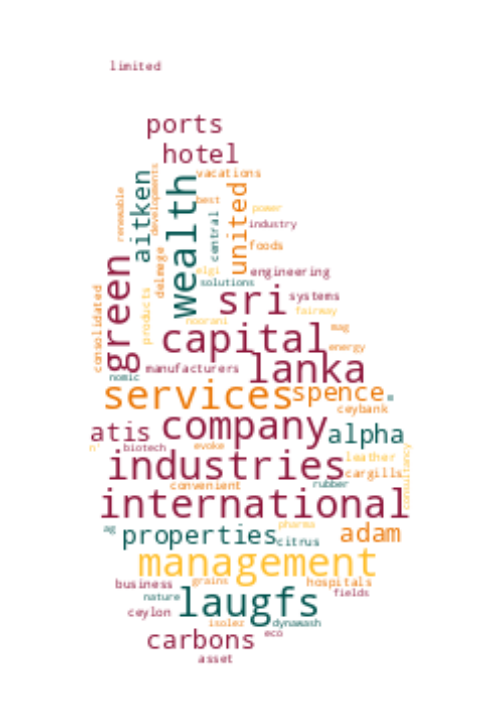 limited
ports
hotel
vacations
aitken
wealth
developments
renewable
best
united
central
power
industry
foods
delmege
elgi
engineering
solutions
green
consolidated
products
sri
systems
fairway
noorani
mag
capital
energy
lanka
manufacturers
nomic
services
spence
ceybank
company
atis
alpha
n'
biotech
evoke
leather
consultancy
industries
cargills
convenient
rubber
international
ag
properties
pharma
citrus
adam
management
business
grains
hospitals
nature
fields
laugfs
ceylon
isolez
dynawash
carbons
eco
asset